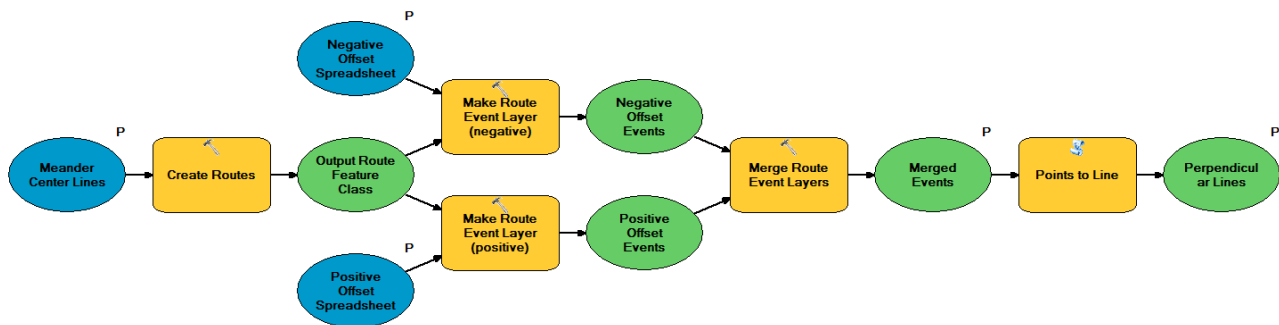 P
Negative
Offset
Spreadsheet
Make Route
Event Layer
(negative)
Negative
Offset
Events
P
Meander
Center Lines
Create Routes
Output Route
Feature
Class
Merge Route
Event Layers
P
Merged
Events
Points to Line
P
Perpendicul
ar Lines
Make Route
Event Layer
(positive)
Positive
Offset
Events
P
Positive
Offset
Spreadsheet